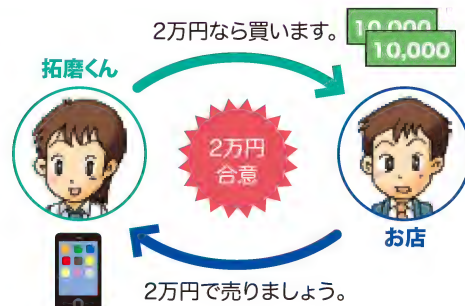 2万円なら買います。
10,000
10,000
拓磨くん
2万円
合意
お店
2万円で売りましょう。